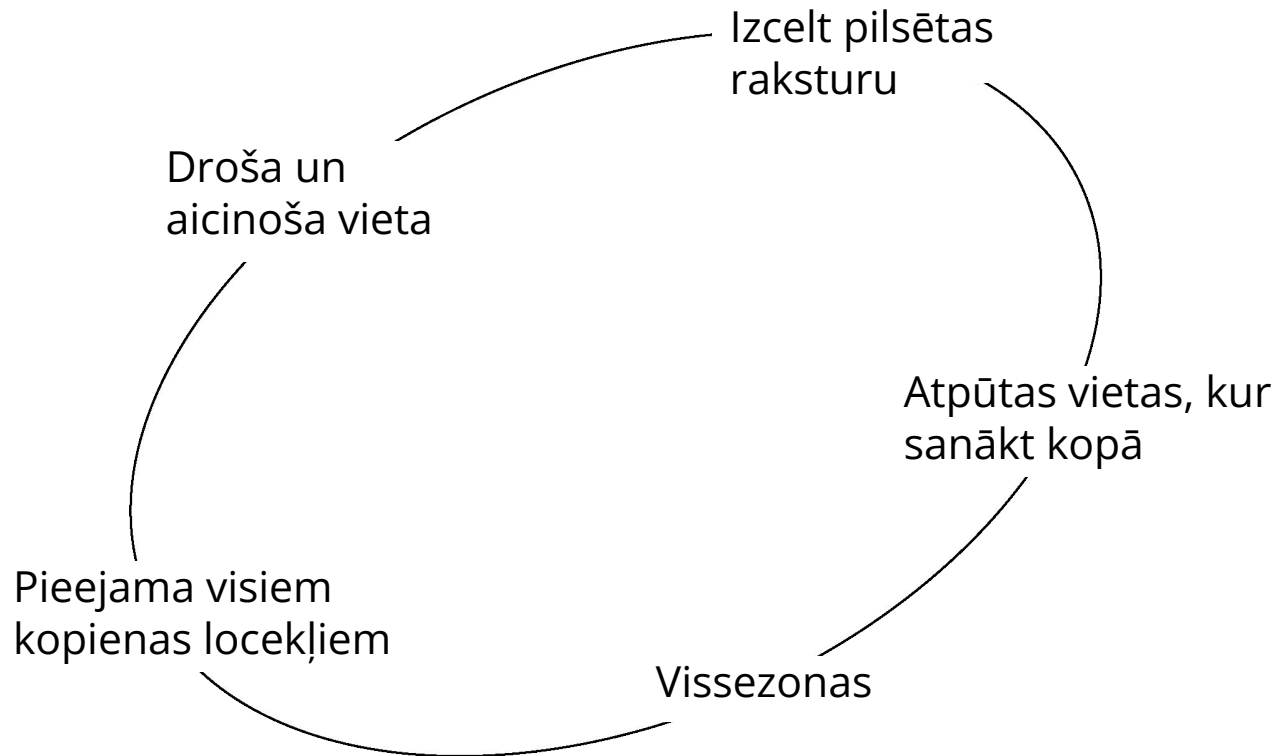 Izcelt pilsētas
raksturu
Droša un
aicinoša vieta
Atpūtas vietas, kur
sanākt kopā
Pieejama visiem
kopienas locekļiem
Vissezonas